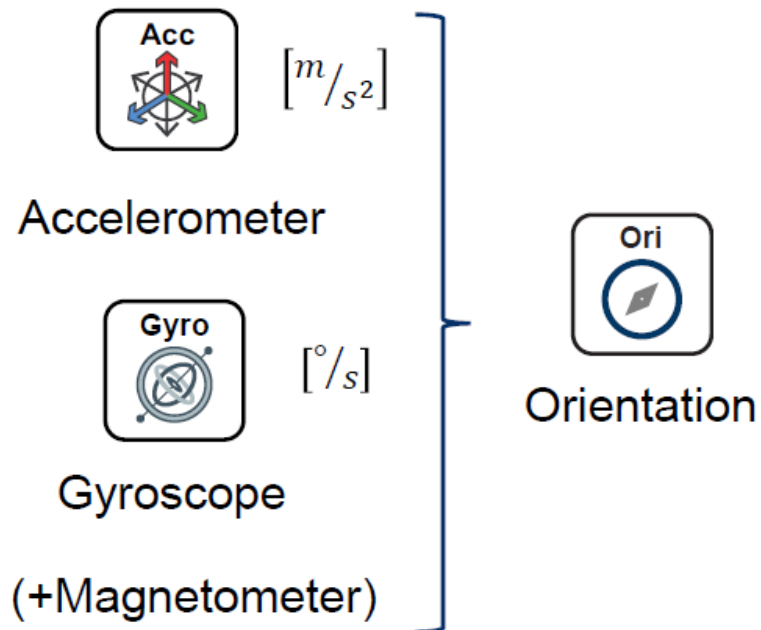 Acc
[m/s²]
Accelerometer
Gyro
[°/s]
Gyroscope
(+Magnetometer)
Ori
Orientation